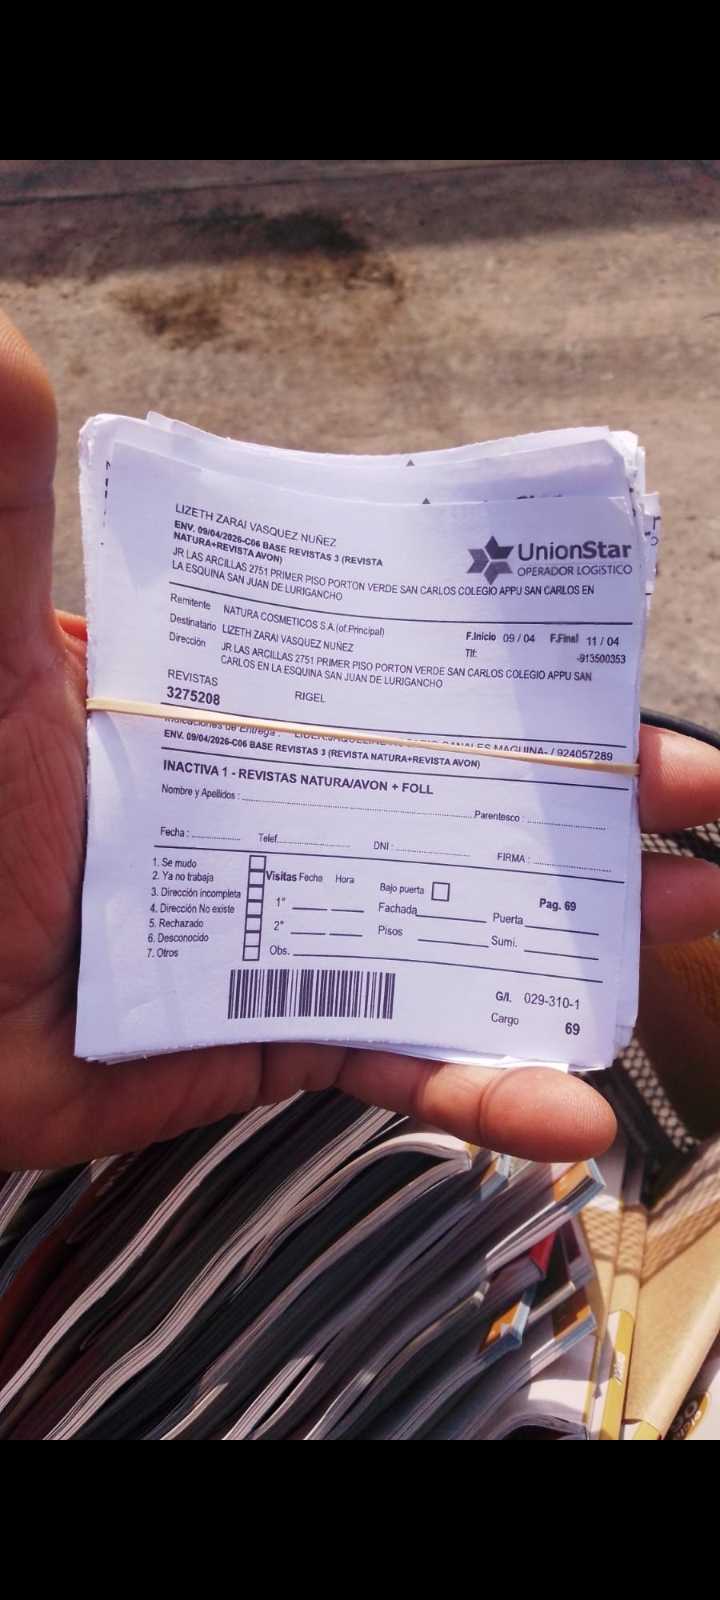 LIZETH ZARAI VASQUEZ NUÑEZ
ENV. 09/04/2026-C06 BASE REVISTAS 3 (REVISTA
NATURA+REVISTA AVON)
JR LAS ARCILLAS 2751 PRIMER PISO PORTON VERDE SAN CARLOS COLEGIO APPU SAN CARLOS EN
LA ESQUINA SAN JUAN DE LURIGANCHO
UnionStar
OPERADOR LOGISTICO
Remitente NATURA COSMETICOS S.A.(of.Principal)
Destinatario LIZETH ZARAI VASQUEZ NUÑEZ
F.Inicio 09 / 04 F.Final 11 / 04
Tlf: -913500353
Dirección JR LAS ARCILLAS 2751 PRIMER PISO PORTON VERDE SAN CARLOS COLEGIO APPU SAN
CARLOS EN LA ESQUINA SAN JUAN DE LURIGANCHO
REVISTAS
3275208 RIGEL
Indicaciones de Entrega : CANALES MAGUINA- / 924057289
ENV. 09/04/2026-C06 BASE REVISTAS 3 (REVISTA NATURA+REVISTA AVON)
INACTIVA 1 - REVISTAS NATURA/AVON + FOLL
Nombre y Apellidos : Parentesco :
Fecha : Telef. DNI : FIRMA :
1. Se mudo
2. Ya no trabaja
3. Dirección incompleta
4. Dirección No existe
5. Rechazado
6. Desconocido
7. Otros
Visitas Fecha Hora
1°
2°
Obs.
Bajo puerta
Pag. 69
Fachada Puerta
Pisos Sumi.
G/I. 029-310-1
Cargo 69